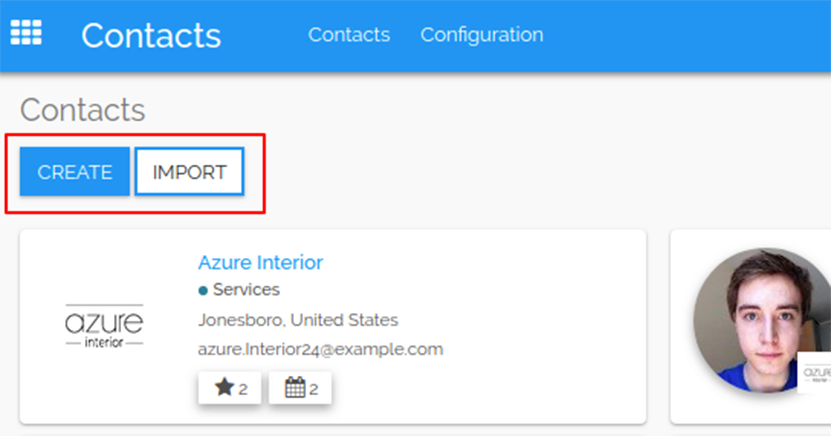 Contacts
Contacts Configuration
Contacts
CREATE IMPORT
Azure Interior
Services
azure
interior
Jonesboro, United States
azure.Interior24@example.com
2 2